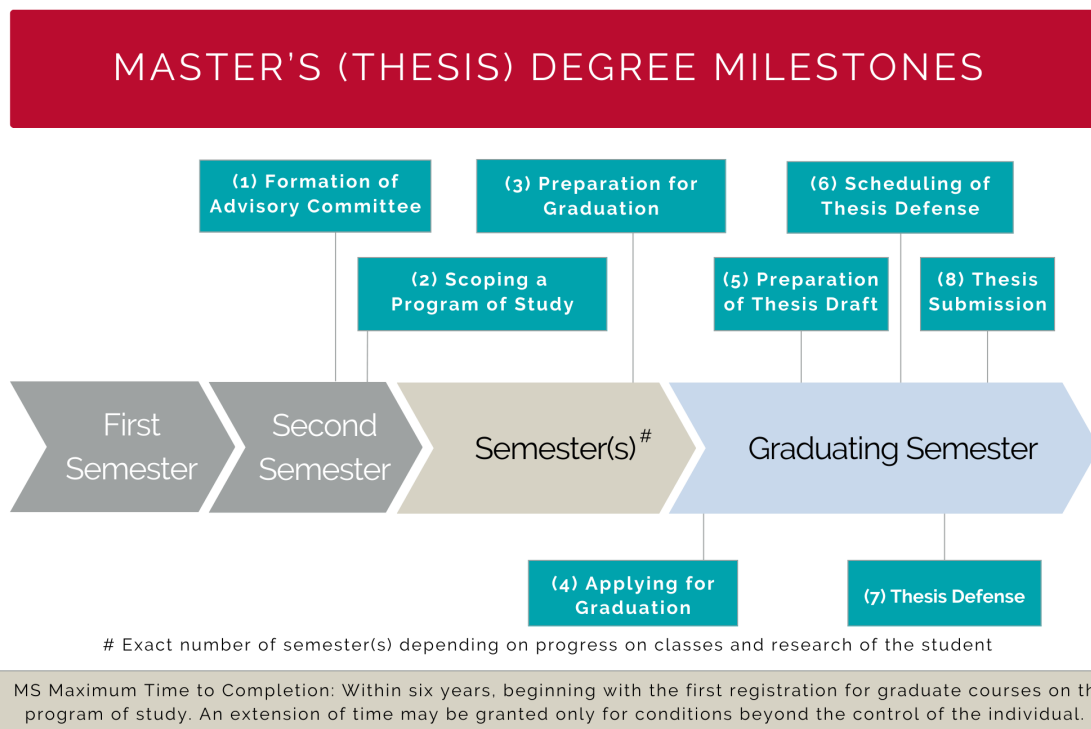 MASTER'S (THESIS) DEGREE MILESTONES
(1) Formation of
Advisory Committee
(3) Preparation for
Graduation
(6) Scheduling of
Thesis Defense
(2) Scoping a
Program of Study
(5) Preparation
of Thesis Draft
(8) Thesis
Submission
First
Semester
Second
Semester
Semester(s)#
Graduating Semester
(4) Applying for
Graduation
(7) Thesis Defense
# Exact number of semester(s) depending on progress on classes and research of the student
MS Maximum Time to Completion: Within six years, beginning with the first registration for graduate courses on
program of study. An extension of time may be granted only for conditions beyond the control of the individual.